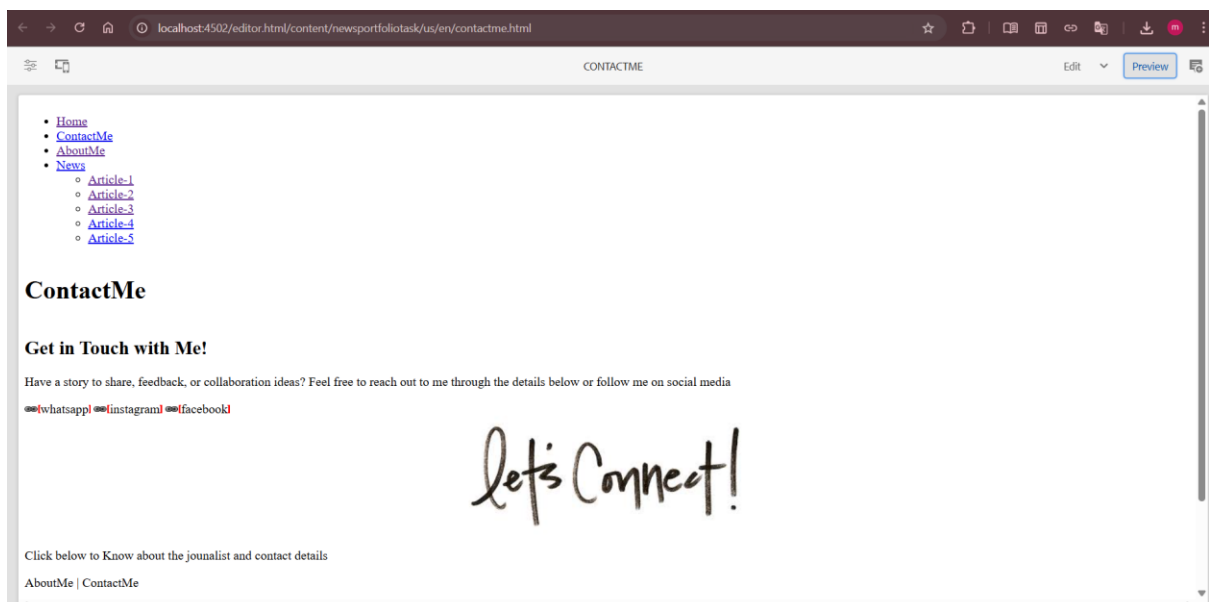 localhost:4502/editor.html/content/newsportfoliotask/us/en/contactme.html
m
CONTACTME
Edit
Preview
Home
ContactMe
AboutMe
News
Article-1
Article-2
Article-3
Article-4
Article-5
ContactMe
Get in Touch with Me!
Have a story to share, feedback, or collaboration ideas? Feel free to reach out to me through the details below or follow me on social media
whatsapp instagram facebook
let's Connect!
Click below to Know about the jounalist and contact details
AboutMe | ContactMe